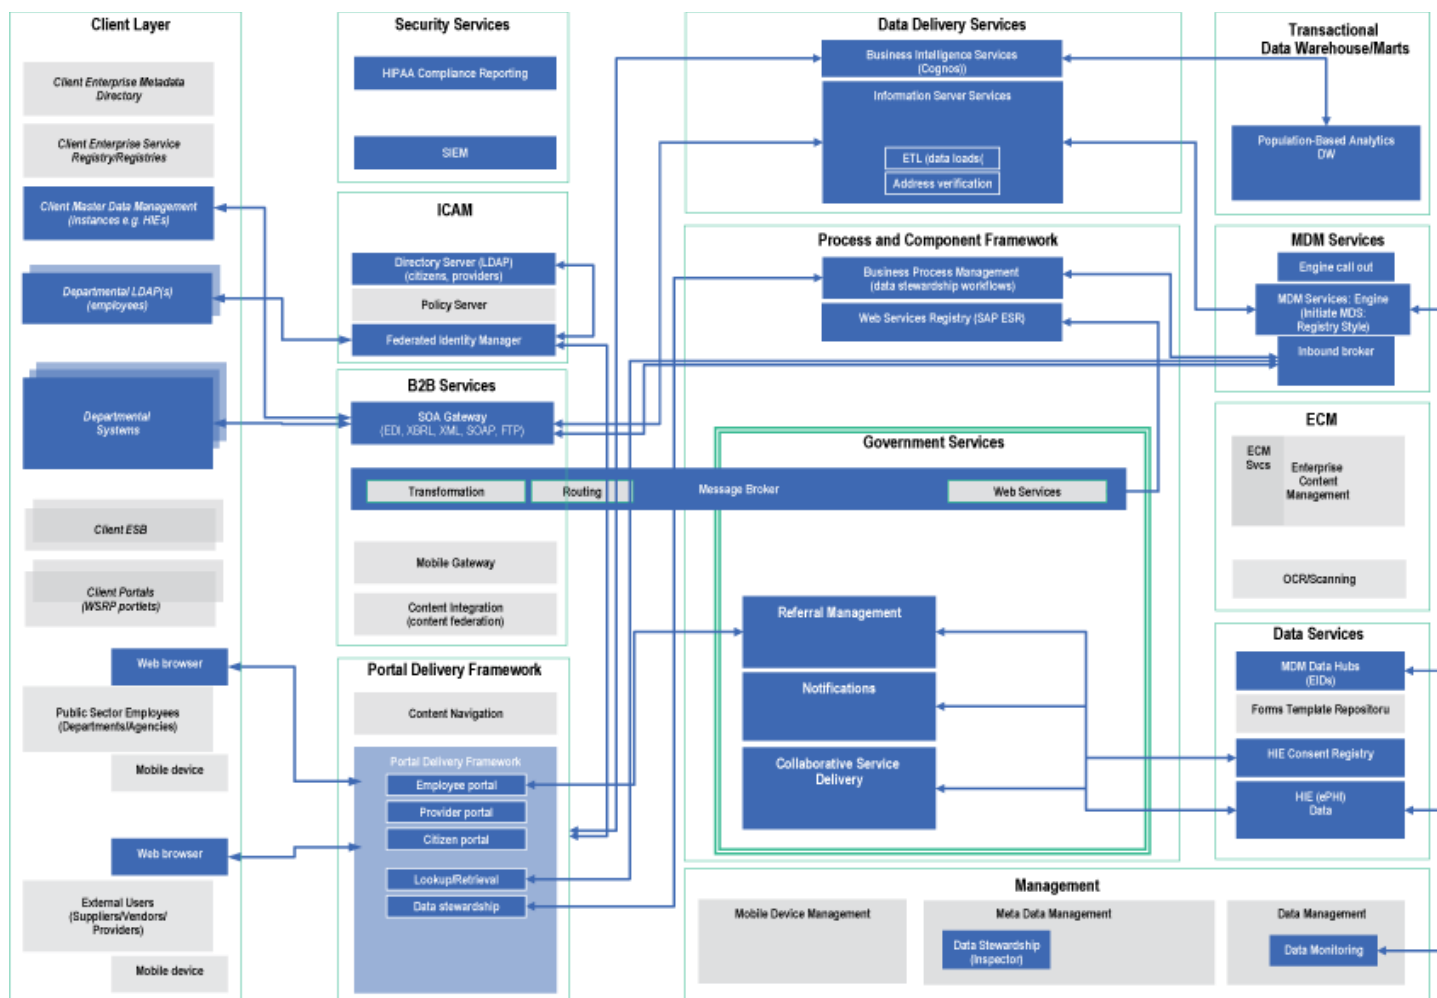 Client Layer
Client Enterprise Metadata
Directory
Client Enterprise Service
Registry/Registries
Client Master Data Management
(instances e.g. HIEs)
Departmental LDAP(s)
(employees)
Departmental
Systems
Client ESB
Client Portals
(WSRP portlets)
Web browser
Public Sector Employees
(Departments/Agencies)
Mobile device
Web browser
External Users
(Suppliers/Vendors/
Providers)
Mobile device
Security Services
HIPAA Compliance Reporting
SIEM
ICAM
Directory Server (LDAP)
(citizens, providers)
Policy Server
Federated Identity Manager
B2B Services
SOA Gateway
(EDI, XBRL, XML, SOAP, FTP)
Transformation
Routing
Message Broker
Web Services
Mobile Gateway
Content Integration
(content federation)
Portal Delivery Framework
Content Navigation
Portal Delivery Framework
Employee portal
Provider portal
Citizen portal
Lookup/Retrieval
Data stewardship
Data Delivery Services
Business Intelligence Services
(Cognos))
Information Server Services
ETL (data loads(
Address verification
Process and Component Framework
Business Process Management
(data stewardship workflows)
Web Services Registry (SAP ESR)
Government Services
Referral Management
Notifications
Collaborative Service
Delivery
Transactional
Data Warehouse/Marts
Population-Based Analytics
DW
MDM Services
Engine call out
MDM Services: Engine
(Initiate MDS:
Registry Style)
Inbound broker
ECM
ECM
Svcs
Enterprise
Content
Management
OCR/Scanning
Data Services
MDM Data Hubs
(EIDs)
Forms Template Repositoru
HIE Consent Registry
HIE (ePHI)
Data
Management
Mobile Device Management
Meta Data Management
Data Stewardship
(Inspector)
Data Management
Data Monitoring